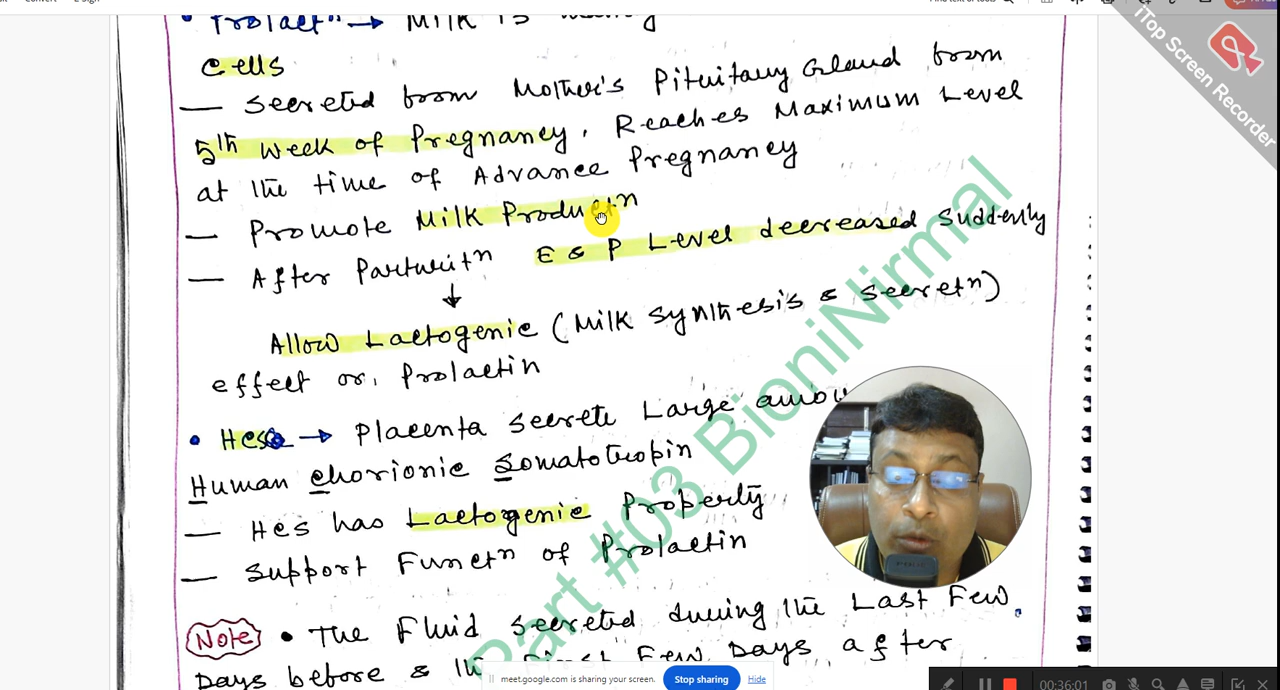 • Prolactn → Milk is
cells
— Secreted from Mother's Pituitary Gland from
5th Week of Pregnancy, Reaches Maximum Level
at the time of Advance Pregnancy
— Promote Milk Productn
— After Parturitn E & P Level decreased Suddenly
↓
Allow Lactogenic (Milk synthesis & secretn)
effect of Prolactin
• HCS → Placenta secrete Large
Human chorionic Somatotropin
— Hcs has Lactogenic Property
— Support Functn of Prolactin
Note • The Fluid secreted during the Last Few
Days before & the First Few Days after
Part #03 BioniNirmal
iTop Screen Recorder
meet.google.com is sharing your screen.
Stop sharing
Hide
00:36:01